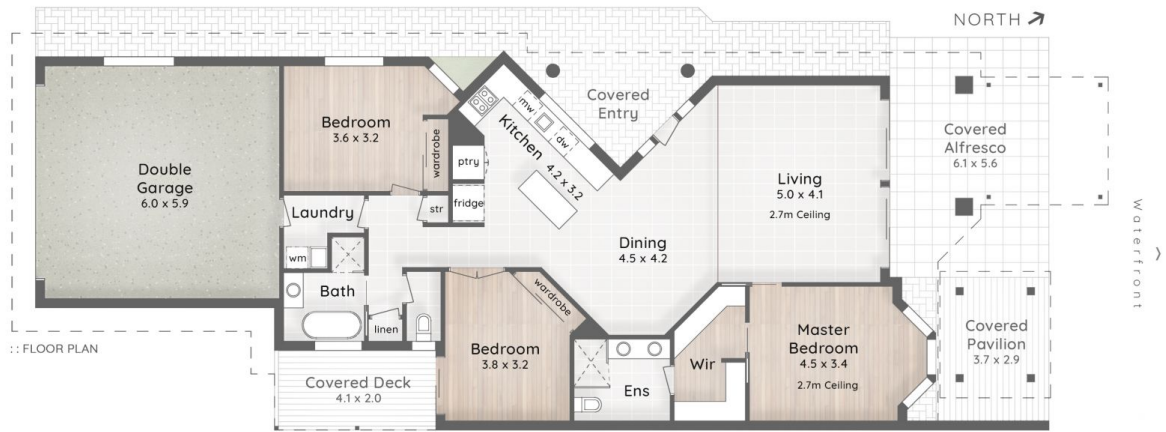 NORTH
Covered
Entry
mw
dw
Kitchen
4.2 x 3.2
Bedroom
3.6 x 3.2
wardrobe
ptry
fridge
str
Double
Garage
6.0 x 5.9
Laundry
wm
Bath
linen
Covered
Alfresco
6.1 x 5.6
Living
5.0 x 4.1
2.7m Ceiling
Dining
4.5 x 4.2
Waterfront
wardrobe
Bedroom
3.8 x 3.2
Ens
Wir
Master
Bedroom
4.5 x 3.4
2.7m Ceiling
Covered
Pavilion
3.7 x 2.9
:: FLOOR PLAN
Covered Deck
4.1 x 2.0